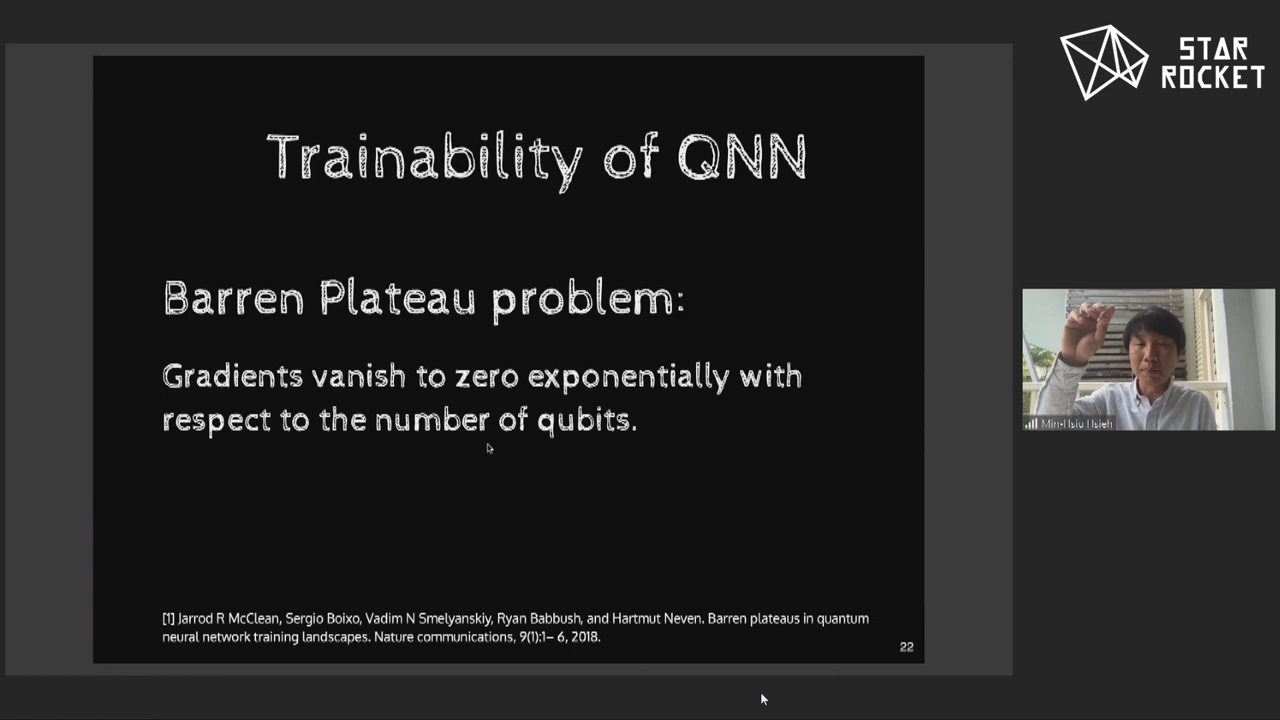 STAR
ROCKET
Trainability of QNN
Barren Plateau problem:
Gradients vanish to zero exponentially with
respect to the number of qubits.
Min-Hsiu Hsieh
[1] Jarrod R McClean, Sergio Boixo, Vadim N Smelyanskiy, Ryan Babbush, and Hartmut Neven. Barren plateaus in quantum
neural network training landscapes. Nature communications, 9(1):1– 6, 2018.
22